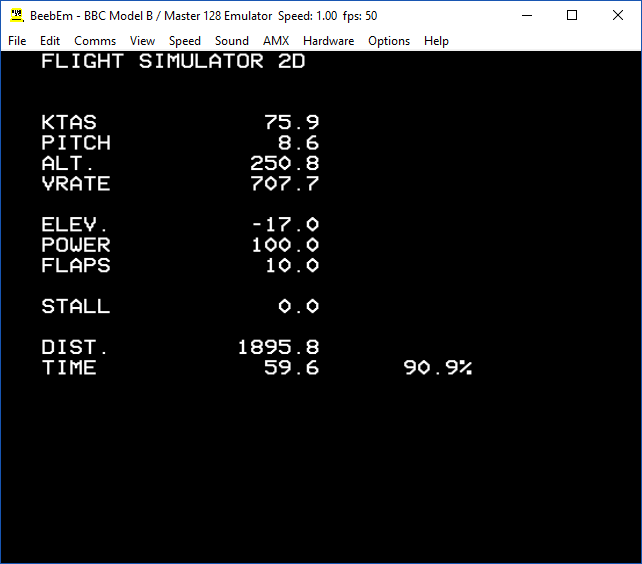 BeebEm - BBC Model B / Master 128 Emulator Speed: 1.00 fps: 50
File Edit Comms View Speed Sound AMX Hardware Options Help
FLIGHT SIMULATOR 2D
KTAS 75.9
PITCH 8.6
ALT. 250.8
VRATE 707.7
ELEV. -17.0
POWER 100.0
FLAPS 10.0
STALL 0.0
DIST. 1895.8
TIME 59.6 90.9%